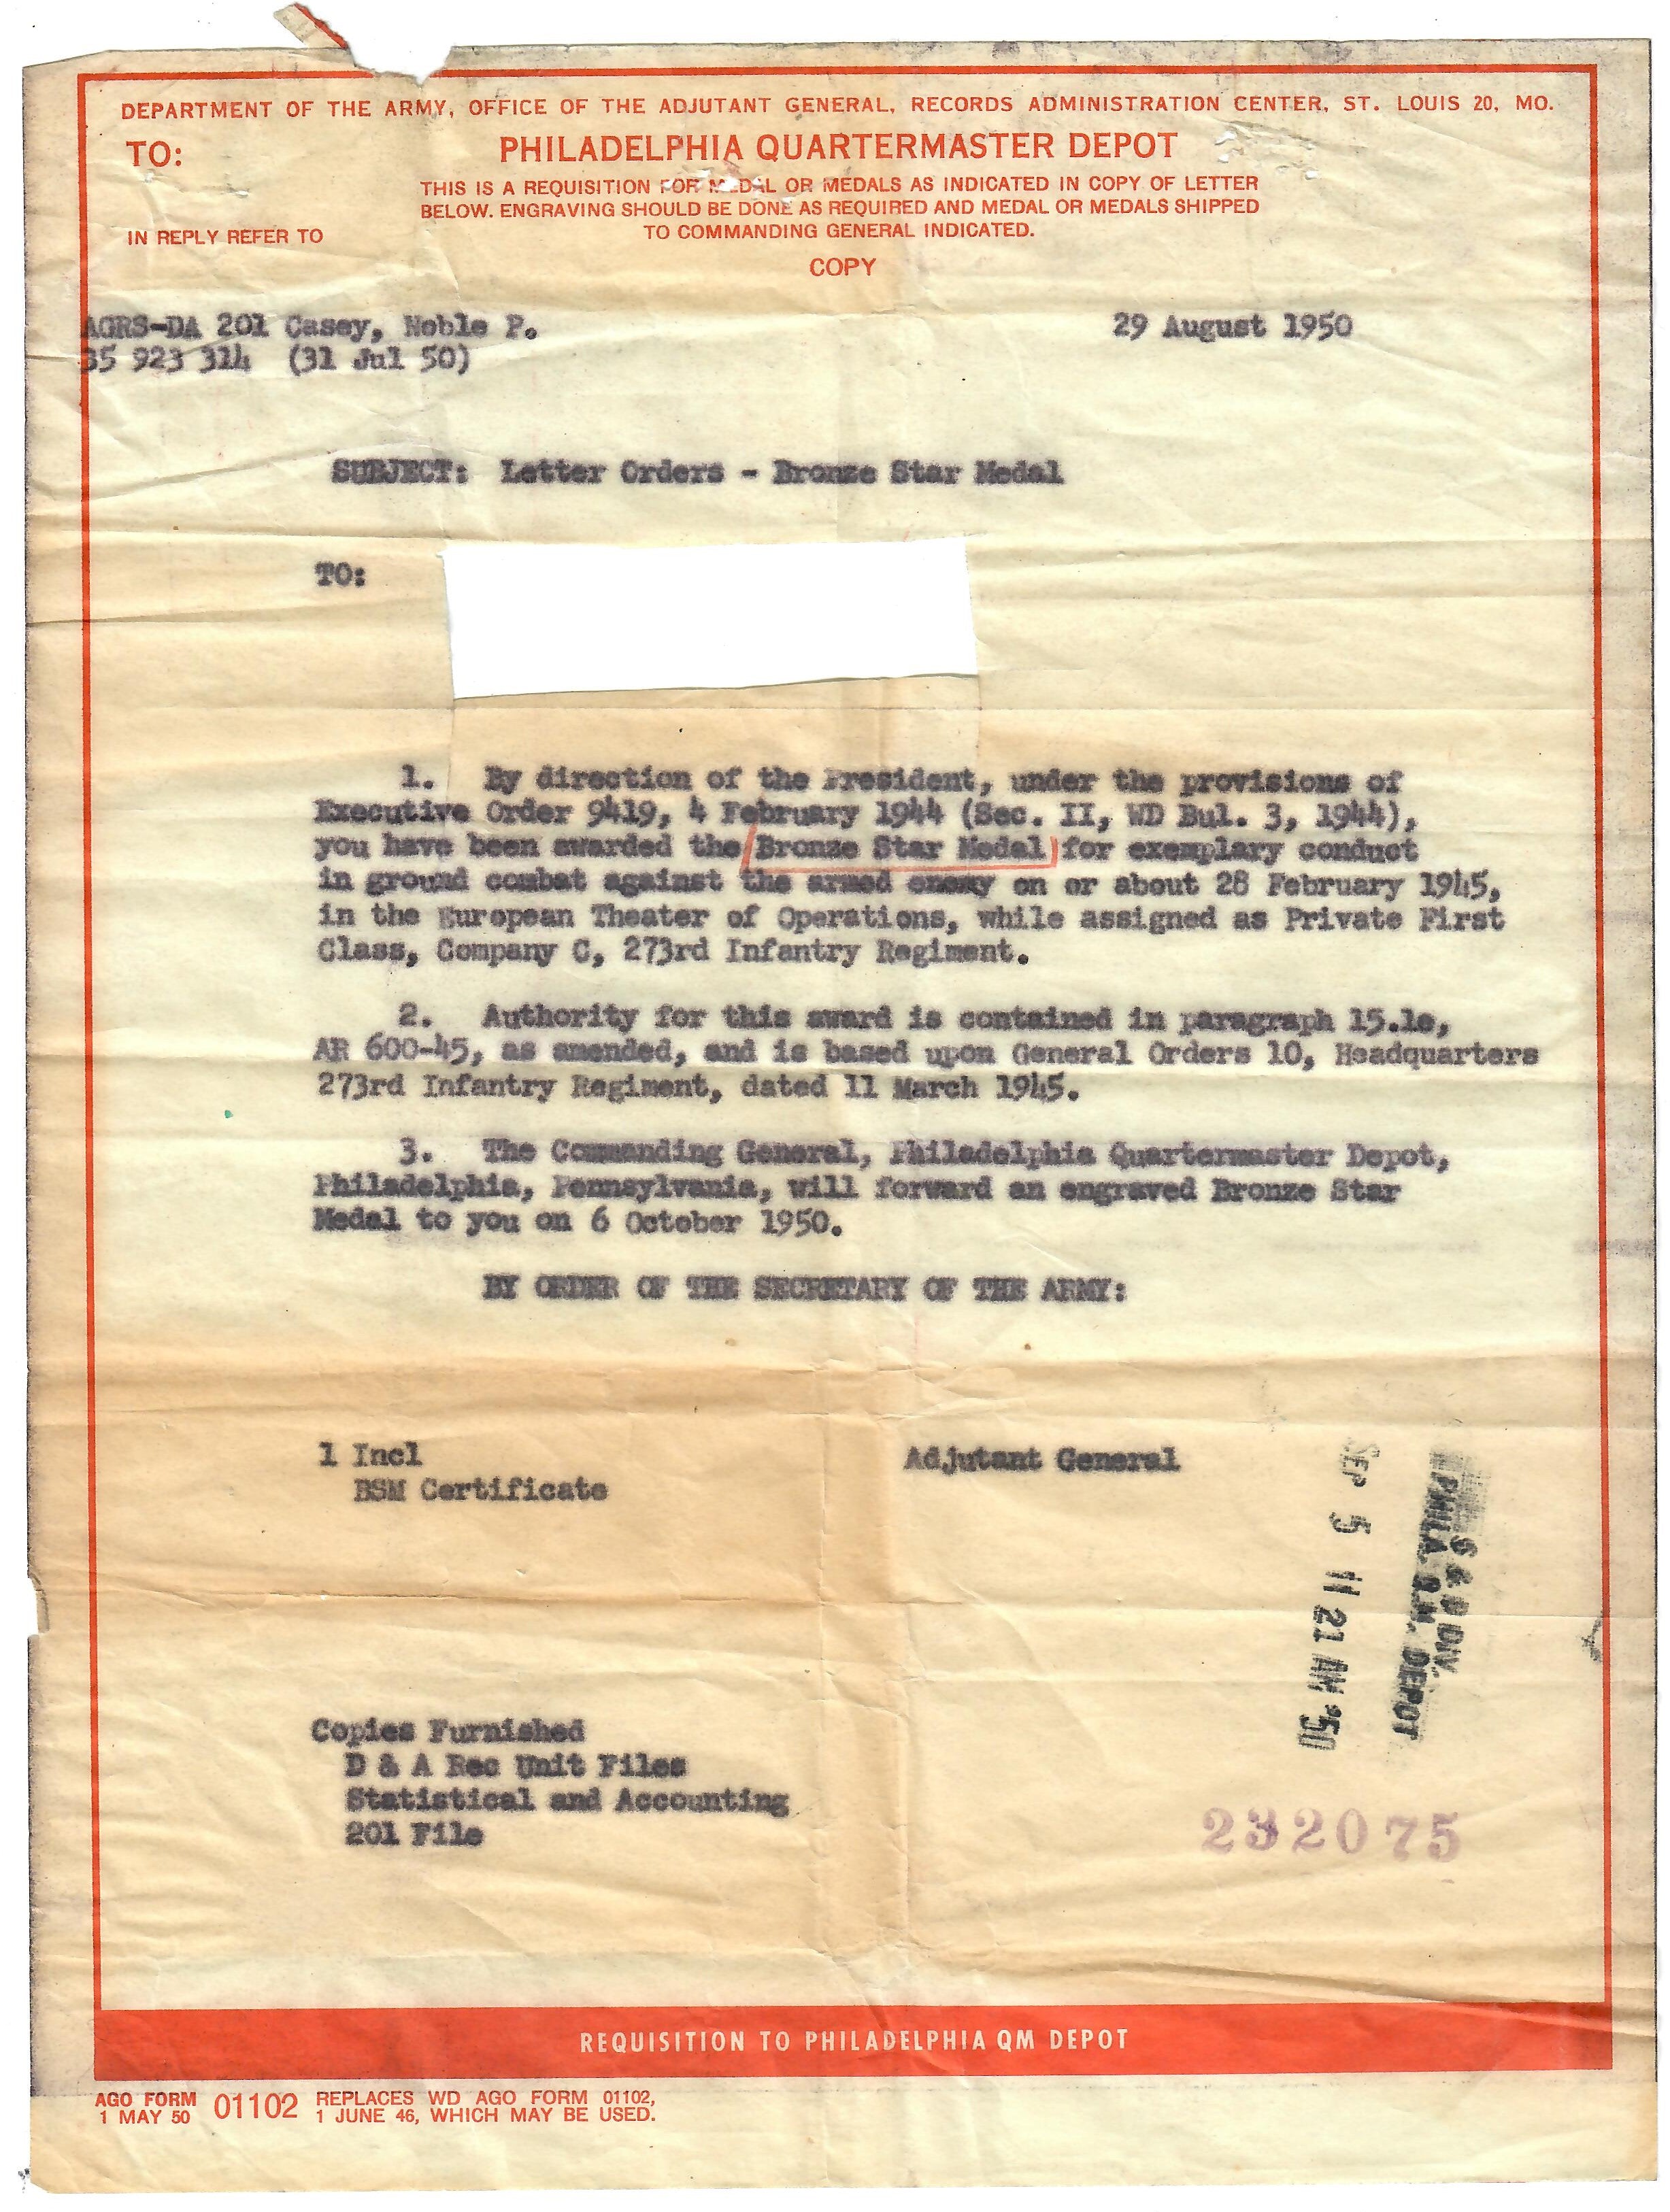 DEPARTMENT OF THE ARMY, OFFICE OF THE ADJUTANT GENERAL, RECORDS ADMINISTRATION CENTER, ST. LOUIS 20, MO.
TO:
PHILADELPHIA QUARTERMASTER DEPOT
THIS IS A REQUISITION FOR MEDAL OR MEDALS AS INDICATED IN COPY OF LETTER
BELOW. ENGRAVING SHOULD BE DONE AS REQUIRED AND MEDAL OR MEDALS SHIPPED
TO COMMANDING GENERAL INDICATED.
IN REPLY REFER TO
COPY
AGRS-DA 201 Casey, Noble P.
29 August 1950
35 923 314 (31 Jul 50)
SUBJECT: Letter Orders - Bronze Star Medal
TO:
1. By direction of the President, under the provisions of
Executive Order 9419, 4 February 1944 (Sec. II, WD Bul. 3, 1944),
you have been awarded the Bronze Star Medal for exemplary conduct
in ground combat against the armed enemy on or about 28 February 1945,
in the European Theater of Operations, while assigned as Private First
Class, Company C, 273rd Infantry Regiment.
2. Authority for this award is contained in paragraph 15.1e,
AR 600-45, as amended, and is based upon General Orders 10, Headquarters
273rd Infantry Regiment, dated 11 March 1945.
3. The Commanding General, Philadelphia Quartermaster Depot,
Philadelphia, Pennsylvania, will forward an engraved Bronze Star
Medal to you on 6 October 1950.
BY ORDER OF THE SECRETARY OF THE ARMY:
1 Incl
BSM Certificate
Adjutant General
SEP 5 11 21 AM '50
S & D DIV.
PHILA. Q.M. DEPOT
Copies Furnished
D & A Rec Unit Files
Statistical and Accounting
201 File
232075
REQUISITION TO PHILADELPHIA QM DEPOT
AGO FORM 01102 REPLACES WD AGO FORM 01102,
1 MAY 50 1 JUNE 46, WHICH MAY BE USED.